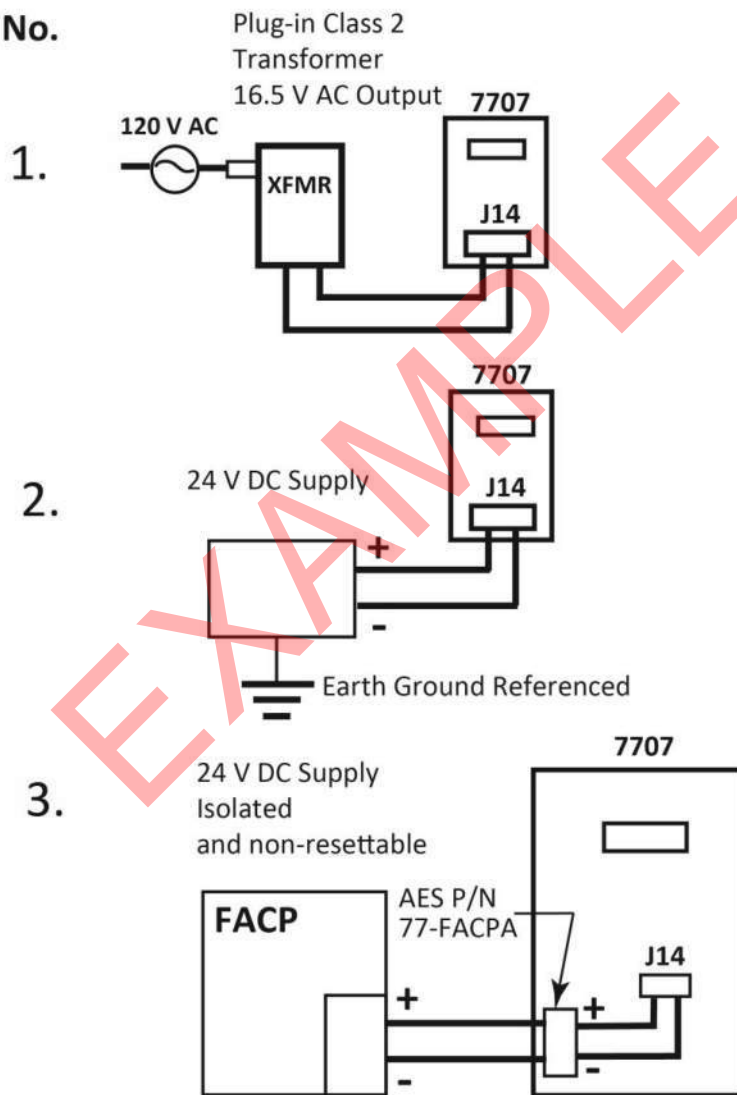 No.
Plug-in Class 2
Transformer
16.5 V AC Output
7707
120 V AC
1.
XFMR
J14
7707
24 V DC Supply
J14
2.
+
-
Earth Ground Referenced
7707
24 V DC Supply
3.
Isolated
and non-resettable
FACP
AES P/N
77-FACPA
J14
+
+
-
-
EXAMPLE